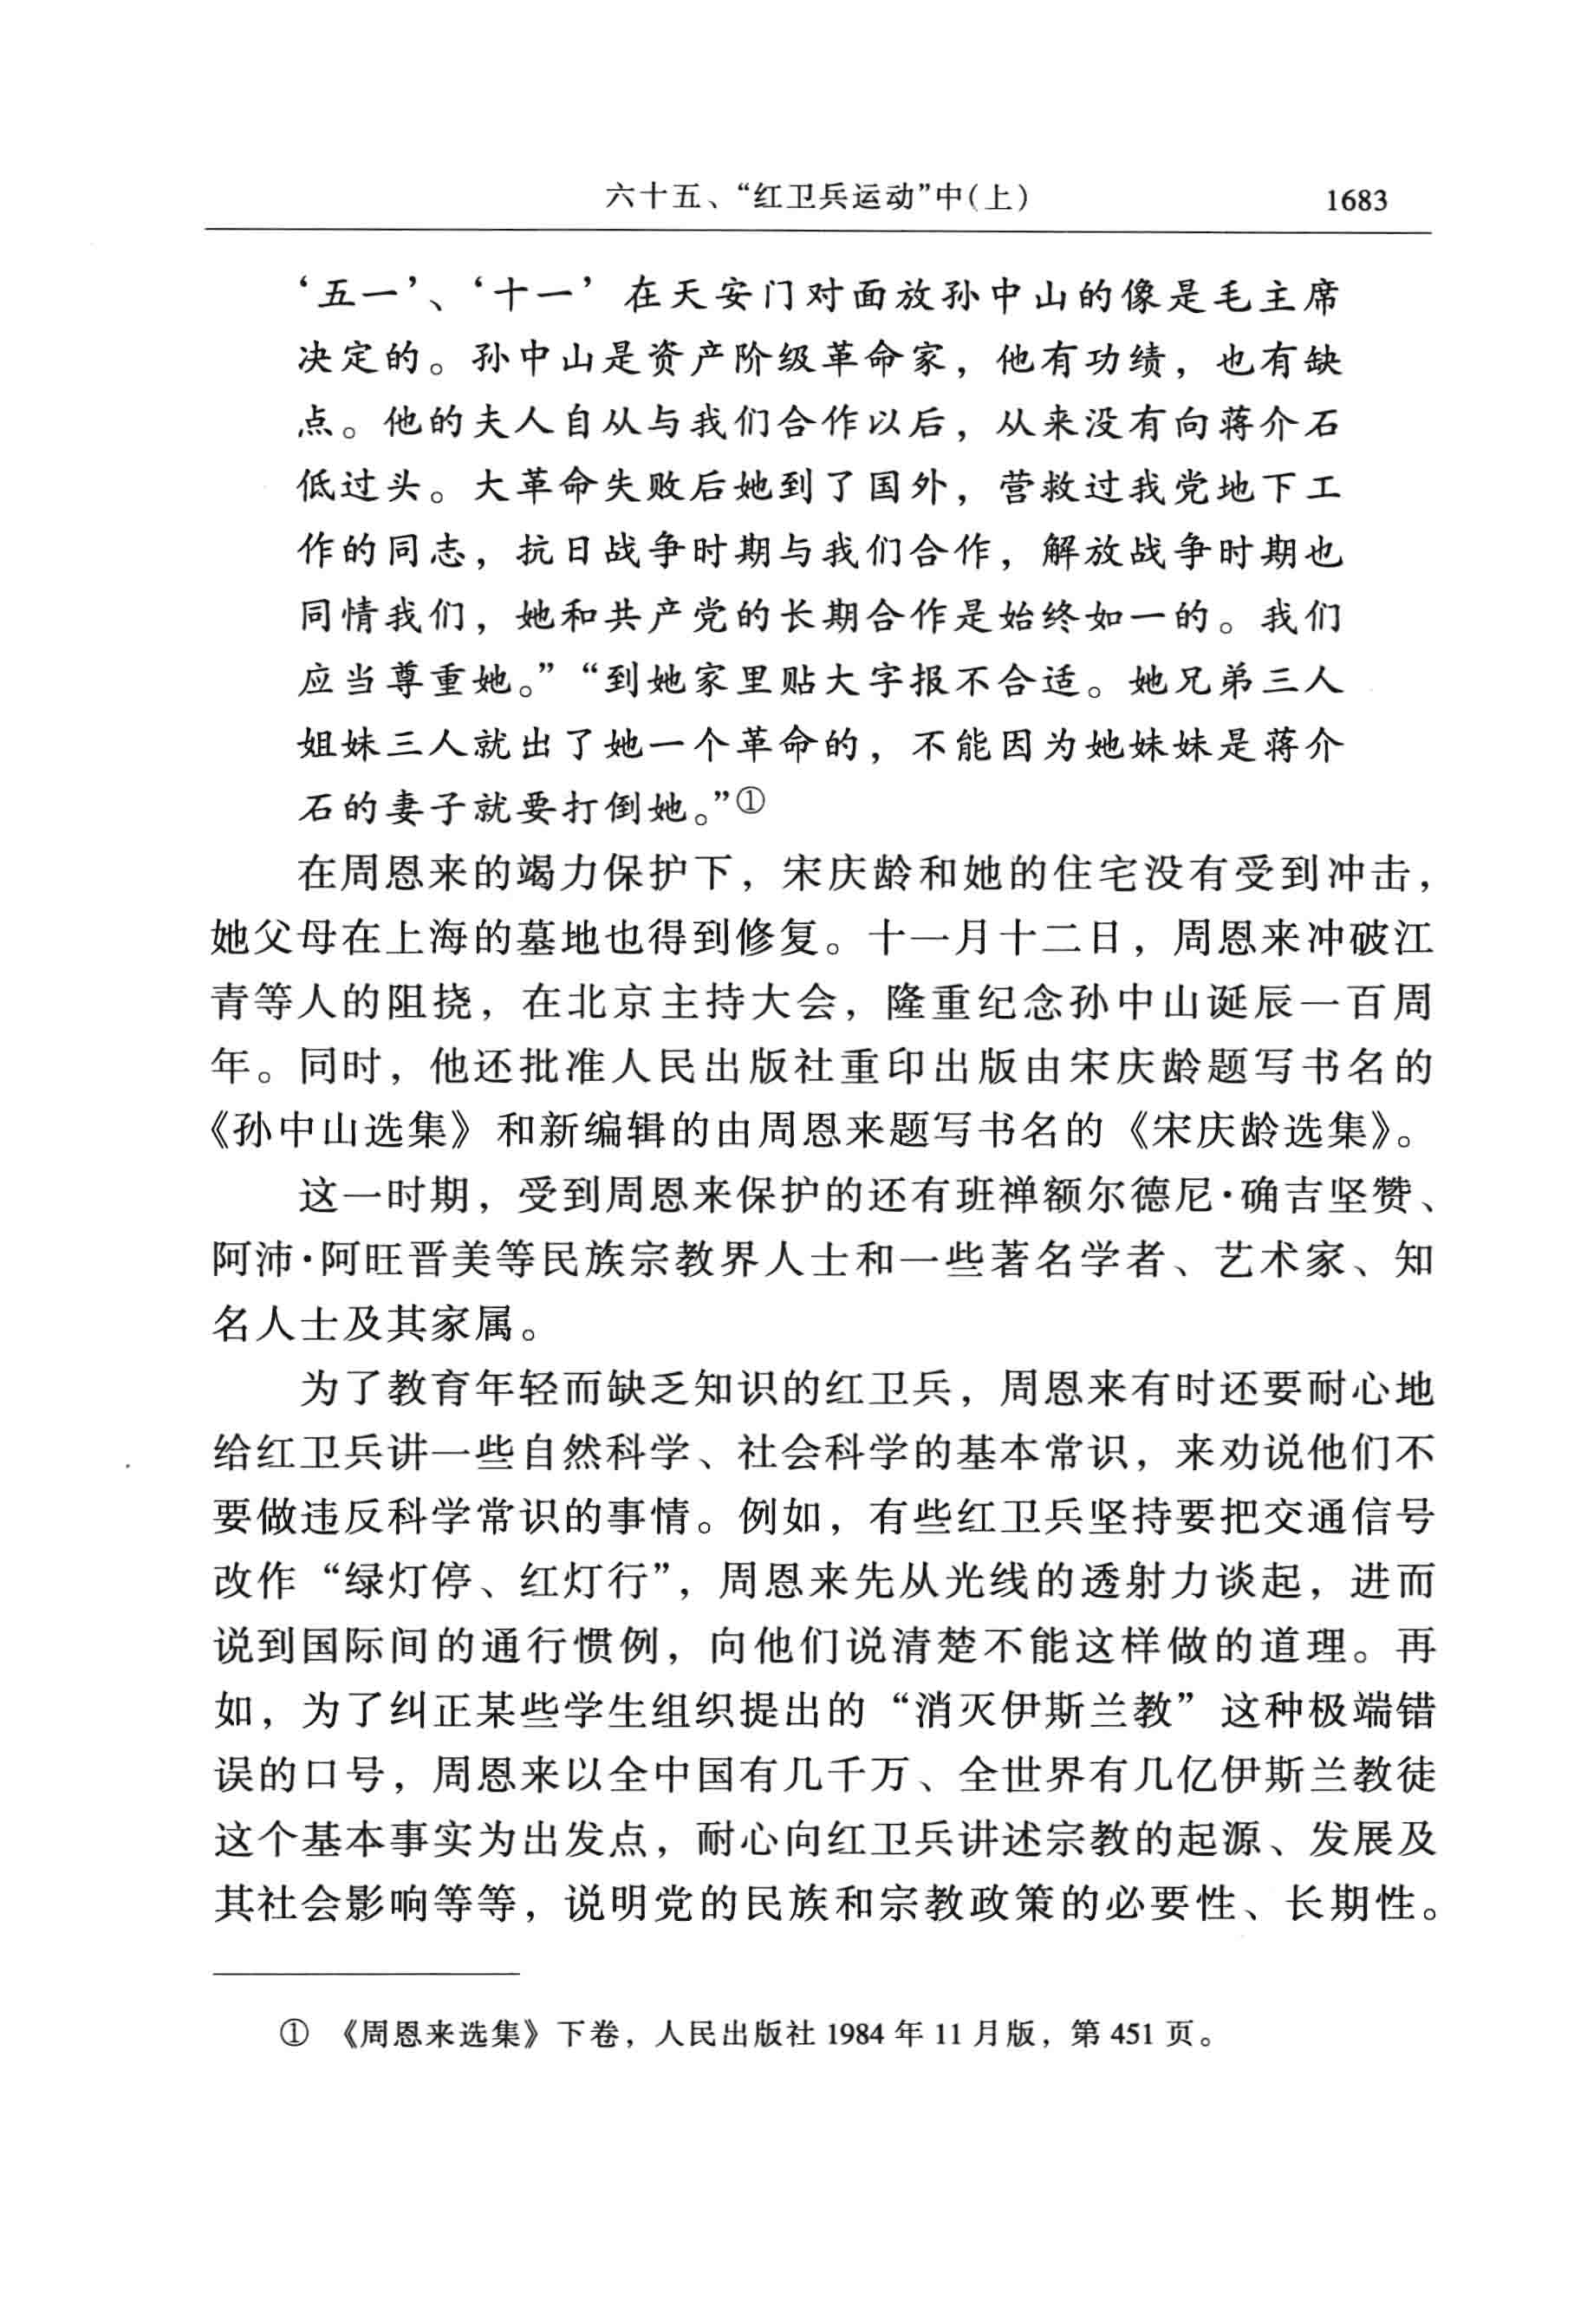 六十五、“红卫兵运动”中(上) 1683
‘五一’、‘十一’在天安门对面放孙中山的像是毛主席
决定的。孙中山是资产阶级革命家，他有功绩，也有缺
点。他的夫人自从与我们合作以后，从来没有向蒋介石
低过头。大革命失败后她到了国外，营救过我党地下工
作的同志，抗日战争时期与我们合作，解放战争时期也
同情我们，她和共产党的长期合作是始终如一的。我们
应当尊重她。”“到她家里贴大字报不合适。她兄弟三人
姐妹三人就出了她一个革命的，不能因为她妹妹是蒋介
石的妻子就要打倒她。”①
在周恩来的竭力保护下，宋庆龄和她的住宅没有受到冲击，
她父母在上海的墓地也得到修复。十一月十二日，周恩来冲破江
青等人的阻挠，在北京主持大会，隆重纪念孙中山诞辰一百周
年。同时，他还批准人民出版社重印出版由宋庆龄题写书名的
《孙中山选集》和新编辑的由周恩来题写书名的《宋庆龄选集》。
这一时期，受到周恩来保护的还有班禅额尔德尼·确吉坚赞、
阿沛·阿旺晋美等民族宗教界人士和一些著名学者、艺术家、知
名人士及其家属。
为了教育年轻而缺乏知识的红卫兵，周恩来有时还要耐心地
给红卫兵讲一些自然科学、社会科学的基本常识，来劝说他们不
要做违反科学常识的事情。例如，有些红卫兵坚持要把交通信号
改作“绿灯停、红灯行”，周恩来先从光线的透射力谈起，进而
说到国际间的通行惯例，向他们说清楚不能这样做的道理。再
如，为了纠正某些学生组织提出的“消灭伊斯兰教”这种极端错
误的口号，周恩来以全中国有几千万、全世界有几亿伊斯兰教徒
这个基本事实为出发点，耐心向红卫兵讲述宗教的起源、发展及
其社会影响等等，说明党的民族和宗教政策的必要性、长期性。
① 《周恩来选集》下卷，人民出版社 1984 年 11 月版，第 451 页。